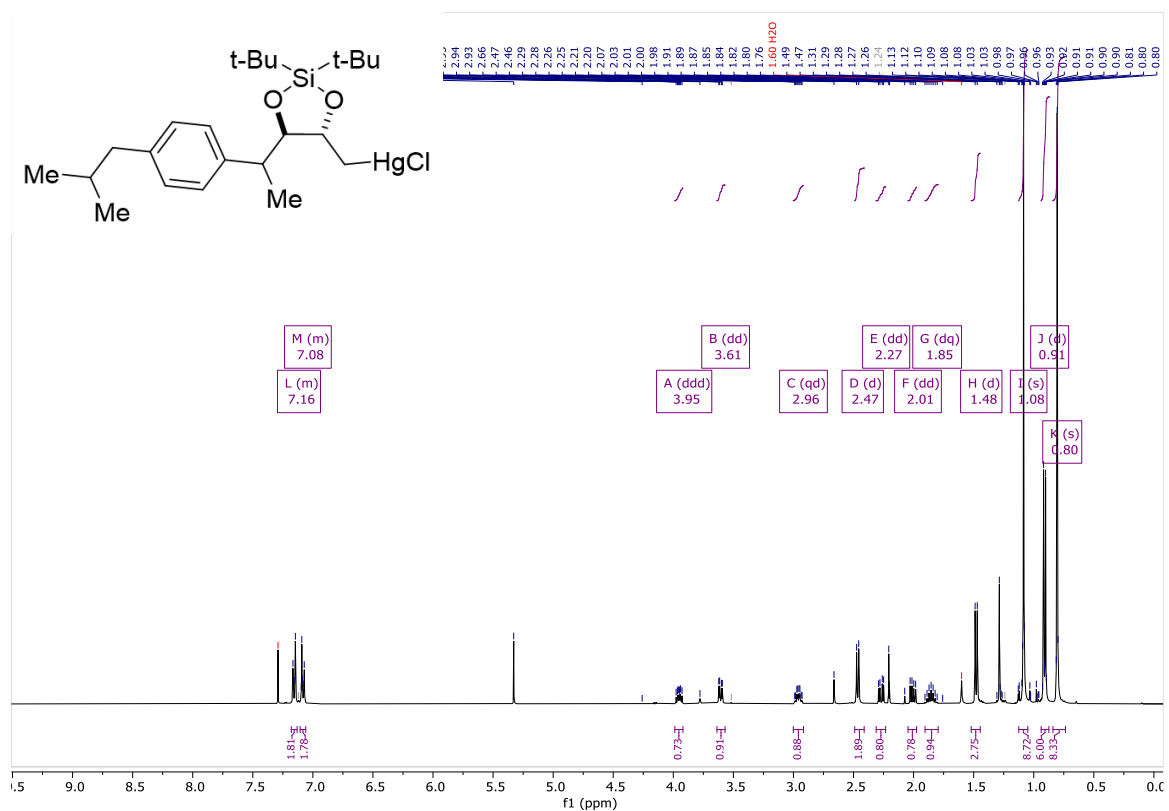 2.95 2.94 2.93 2.66 2.47 2.46 2.29 2.28 2.26 2.25 2.21 2.20 2.07 2.03 2.01 2.00 1.98 1.91 1.89 1.87 1.85 1.84 1.82 1.80 1.76 1.60 H2O 1.49 1.47 1.31 1.29 1.28 1.27 1.26 1.24 1.13 1.12 1.10 1.09 1.08 1.08 1.03 1.03 0.98 0.97 0.96 0.96 0.93 0.92 0.91 0.91 0.90 0.90 0.81 0.80 0.80
t-Bu t-Bu
Si
O O
Me
Me
Me
HgCl
M (m)
7.08
B (dd)
3.61
E (dd)
2.27
G (dq)
1.85
J (d)
0.91
L (m)
7.16
A (ddd)
3.95
C (qd)
2.96
D (d)
2.47
F (dd)
2.01
H (d)
1.48
I (s)
1.08
K (s)
0.80
1.81 1.78 0.73 0.91 0.88 1.89 0.80 0.78 0.94 2.75 8.72 6.00 8.33
9.0 8.5 8.0 7.5 7.0 6.5 6.0 5.5 5.0 4.5 4.0 3.5 3.0 2.5 2.0 1.5 1.0 0.5
f1 (ppm)